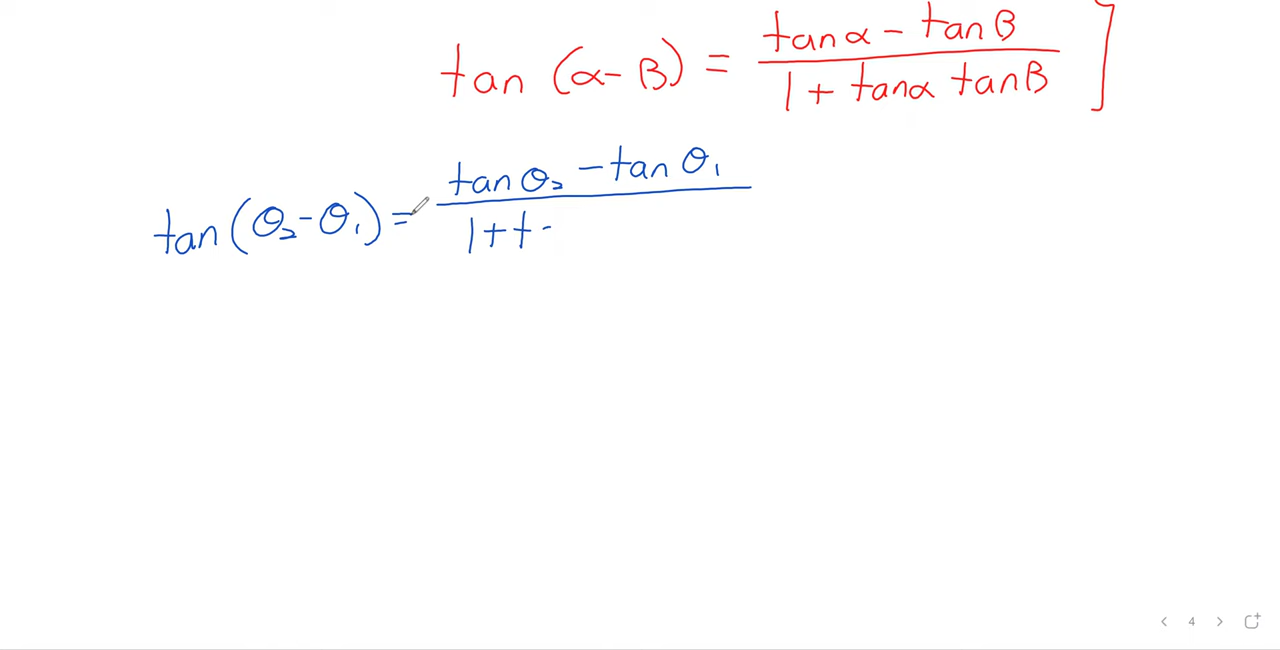 tan (α - β) = (tan α - tan β) / (1 + tan α tan β) ]
tan (θ₂ - θ₁) = (tan θ₂ - tan θ₁) / (1 + t -
< 4 >